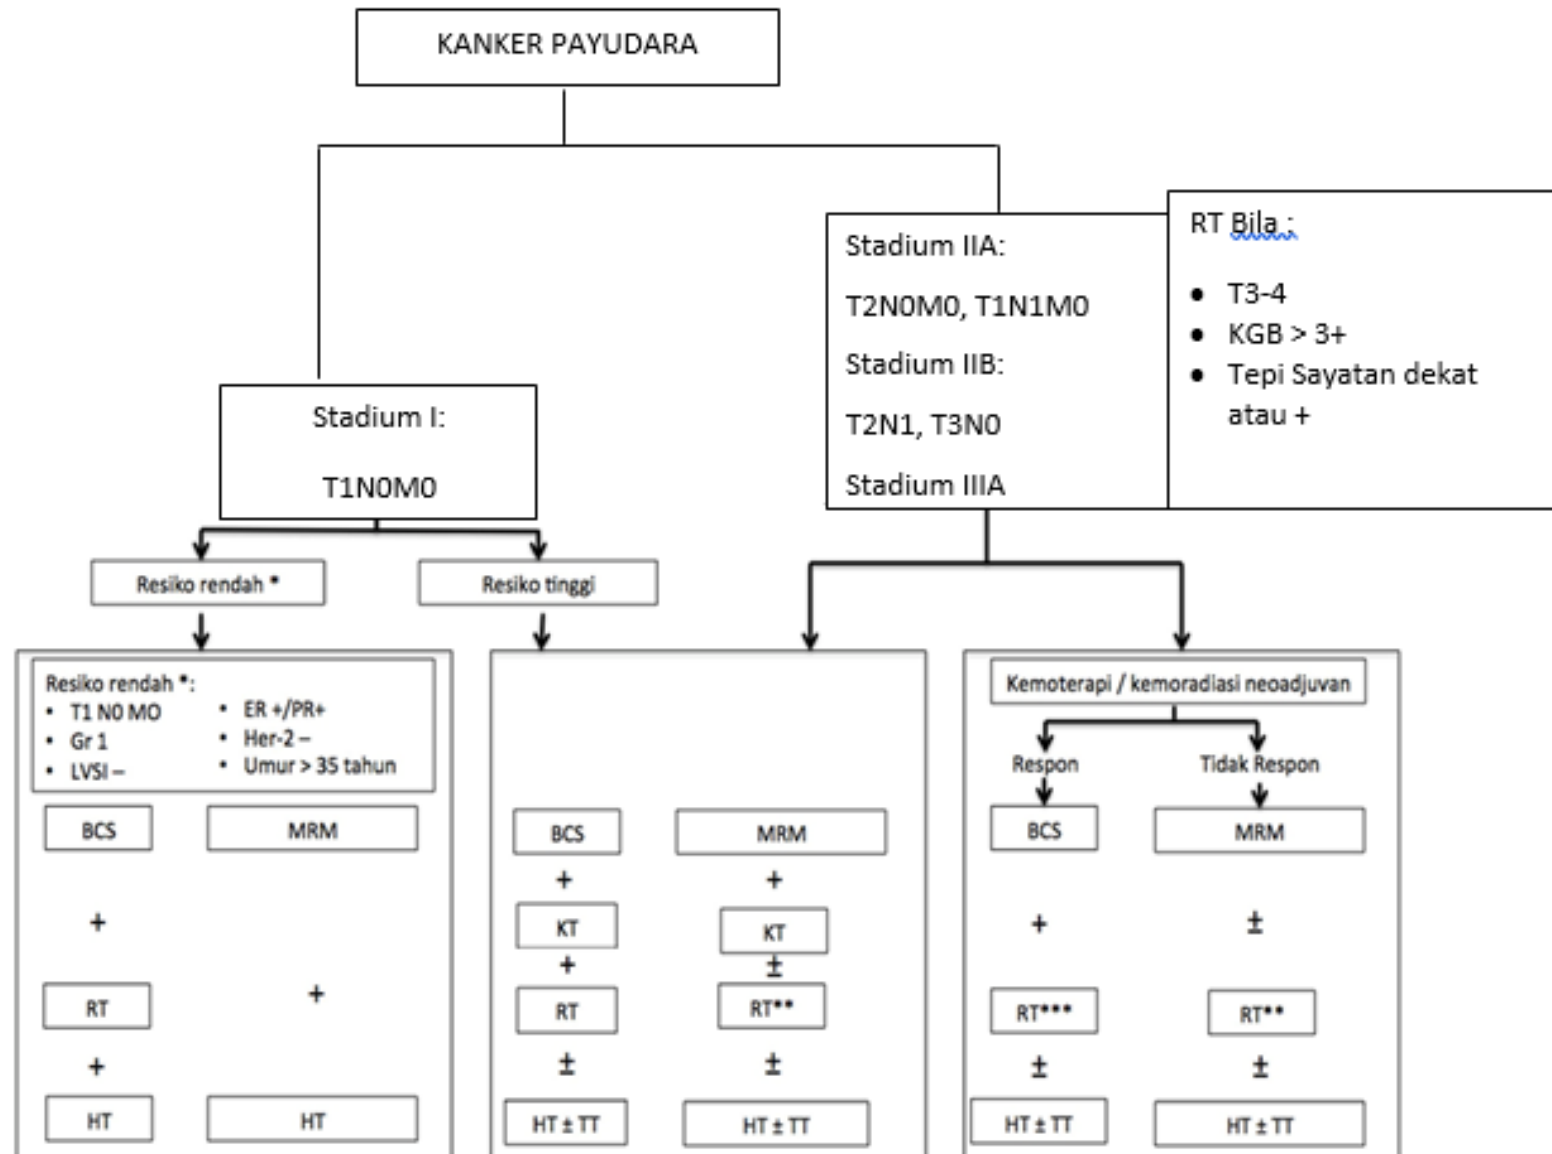 KANKER PAYUDARA
Stadium IIA:
T2N0M0, T1N1M0
Stadium IIB:
T2N1, T3N0
Stadium IIIA
RT Bila :
• T3-4
• KGB > 3+
• Tepi Sayatan dekat
atau +
Stadium I:
T1N0M0
Resiko rendah *
Resiko tinggi
Resiko rendah *:
• T1 N0 MO
• Gr 1
• LVSI –
• ER +/PR+
• Her-2 –
• Umur > 35 tahun
BCS
+
RT
+
HT
MRM
+
HT
BCS
+
KT
+
RT
±
HT ± TT
MRM
+
KT
±
RT**
±
HT ± TT
Kemoterapi / kemoradiasi neoadjuvan
Respon
Tidak Respon
BCS
+
RT***
±
HT ± TT
MRM
±
RT**
±
HT ± TT